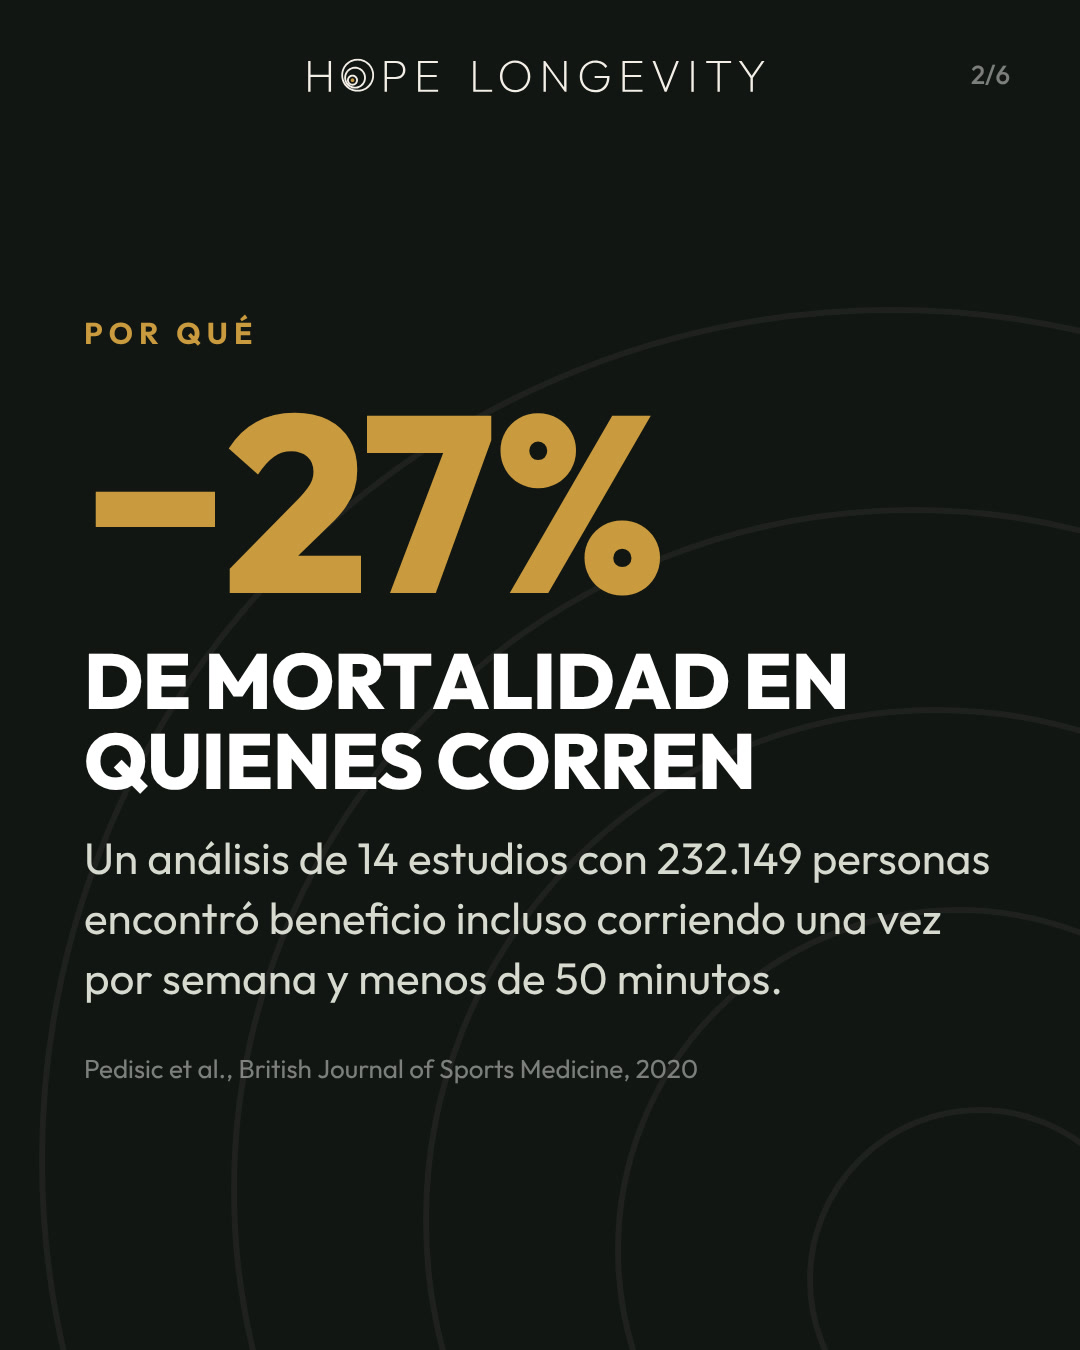 HOPE LONGEVITY
2/6
POR QUÉ
–27%
DE MORTALIDAD EN
QUIENES CORREN
Un análisis de 14 estudios con 232.149 personas
encontró beneficio incluso corriendo una vez
por semana y menos de 50 minutos.
Pedisic et al., British Journal of Sports Medicine, 2020